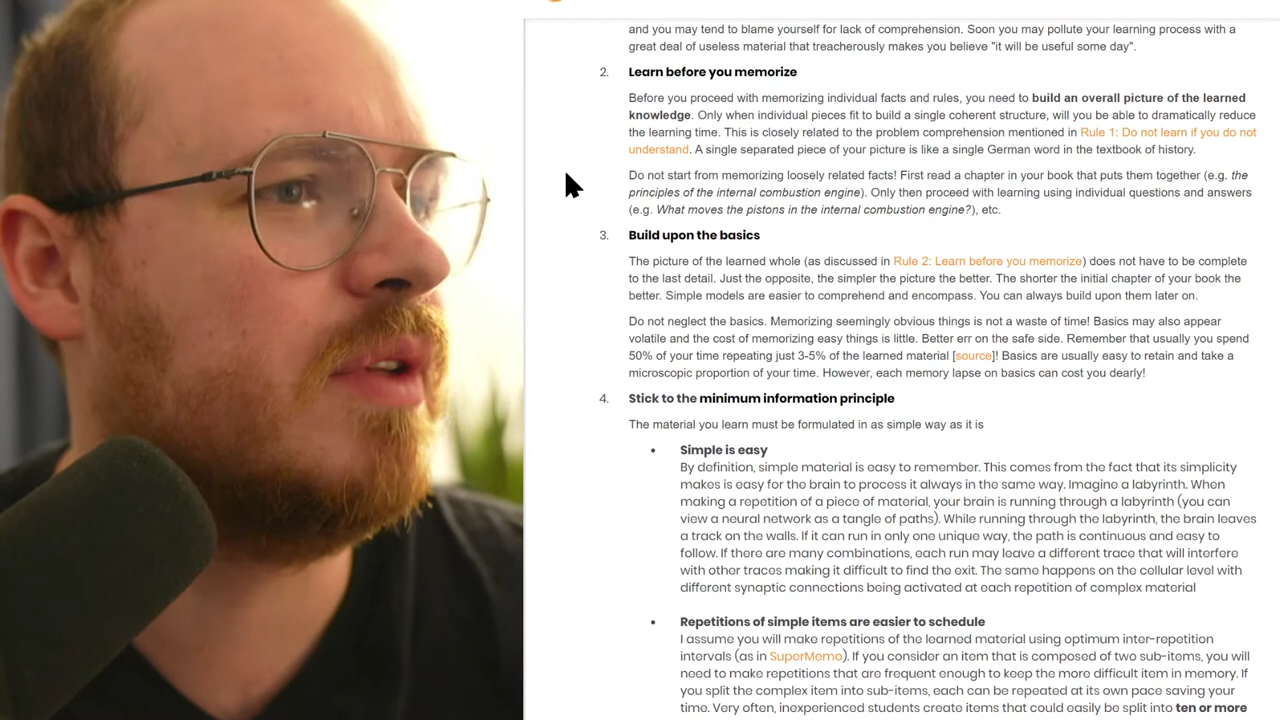 and you may tend to blame yourself for lack of comprehension. Soon you may pollute your learning process with a
great deal of useless material that treacherously makes you believe "it will be useful some day".
2. Learn before you memorize
Before you proceed with memorizing individual facts and rules, you need to build an overall picture of the learned
knowledge. Only when individual pieces fit to build a single coherent structure, will you be able to dramatically reduce
the learning time. This is closely related to the problem comprehension mentioned in Rule 1: Do not learn if you do not
understand. A single separated piece of your picture is like a single German word in the textbook of history.
Do not start from memorizing loosely related facts! First read a chapter in your book that puts them together (e.g. the
principles of the internal combustion engine). Only then proceed with learning using individual questions and answers
(e.g. What moves the pistons in the internal combustion engine?), etc.
3. Build upon the basics
The picture of the learned whole (as discussed in Rule 2: Learn before you memorize) does not have to be complete
to the last detail. Just the opposite, the simpler the picture the better. The shorter the initial chapter of your book the
better. Simple models are easier to comprehend and encompass. You can always build upon them later on.
Do not neglect the basics. Memorizing seemingly obvious things is not a waste of time! Basics may also appear
volatile and the cost of memorizing easy things is little. Better err on the safe side. Remember that usually you spend
50% of your time repeating just 3-5% of the learned material [source]! Basics are usually easy to retain and take a
microscopic proportion of your time. However, each memory lapse on basics can cost you dearly!
4. Stick to the minimum information principle
The material you learn must be formulated in as simple way as it is
• Simple is easy
By definition, simple material is easy to remember. This comes from the fact that its simplicity
makes is easy for the brain to process it always in the same way. Imagine a labyrinth. When
making a repetition of a piece of material, your brain is running through a labyrinth (you can
view a neural network as a tangle of paths). While running through the labyrinth, the brain leaves
a track on the walls. If it can run in only one unique way, the path is continuous and easy to
follow. If there are many combinations, each run may leave a different trace that will interfere
with other traces making it difficult to find the exit. The same happens on the cellular level with
different synaptic connections being activated at each repetition of complex material
• Repetitions of simple items are easier to schedule
I assume you will make repetitions of the learned material using optimum inter-repetition
intervals (as in SuperMemo). If you consider an item that is composed of two sub-items, you will
need to make repetitions that are frequent enough to keep the more difficult item in memory. If
you split the complex item into sub-items, each can be repeated at its own pace saving your
time. Very often, inexperienced students create items that could easily be split into ten or more